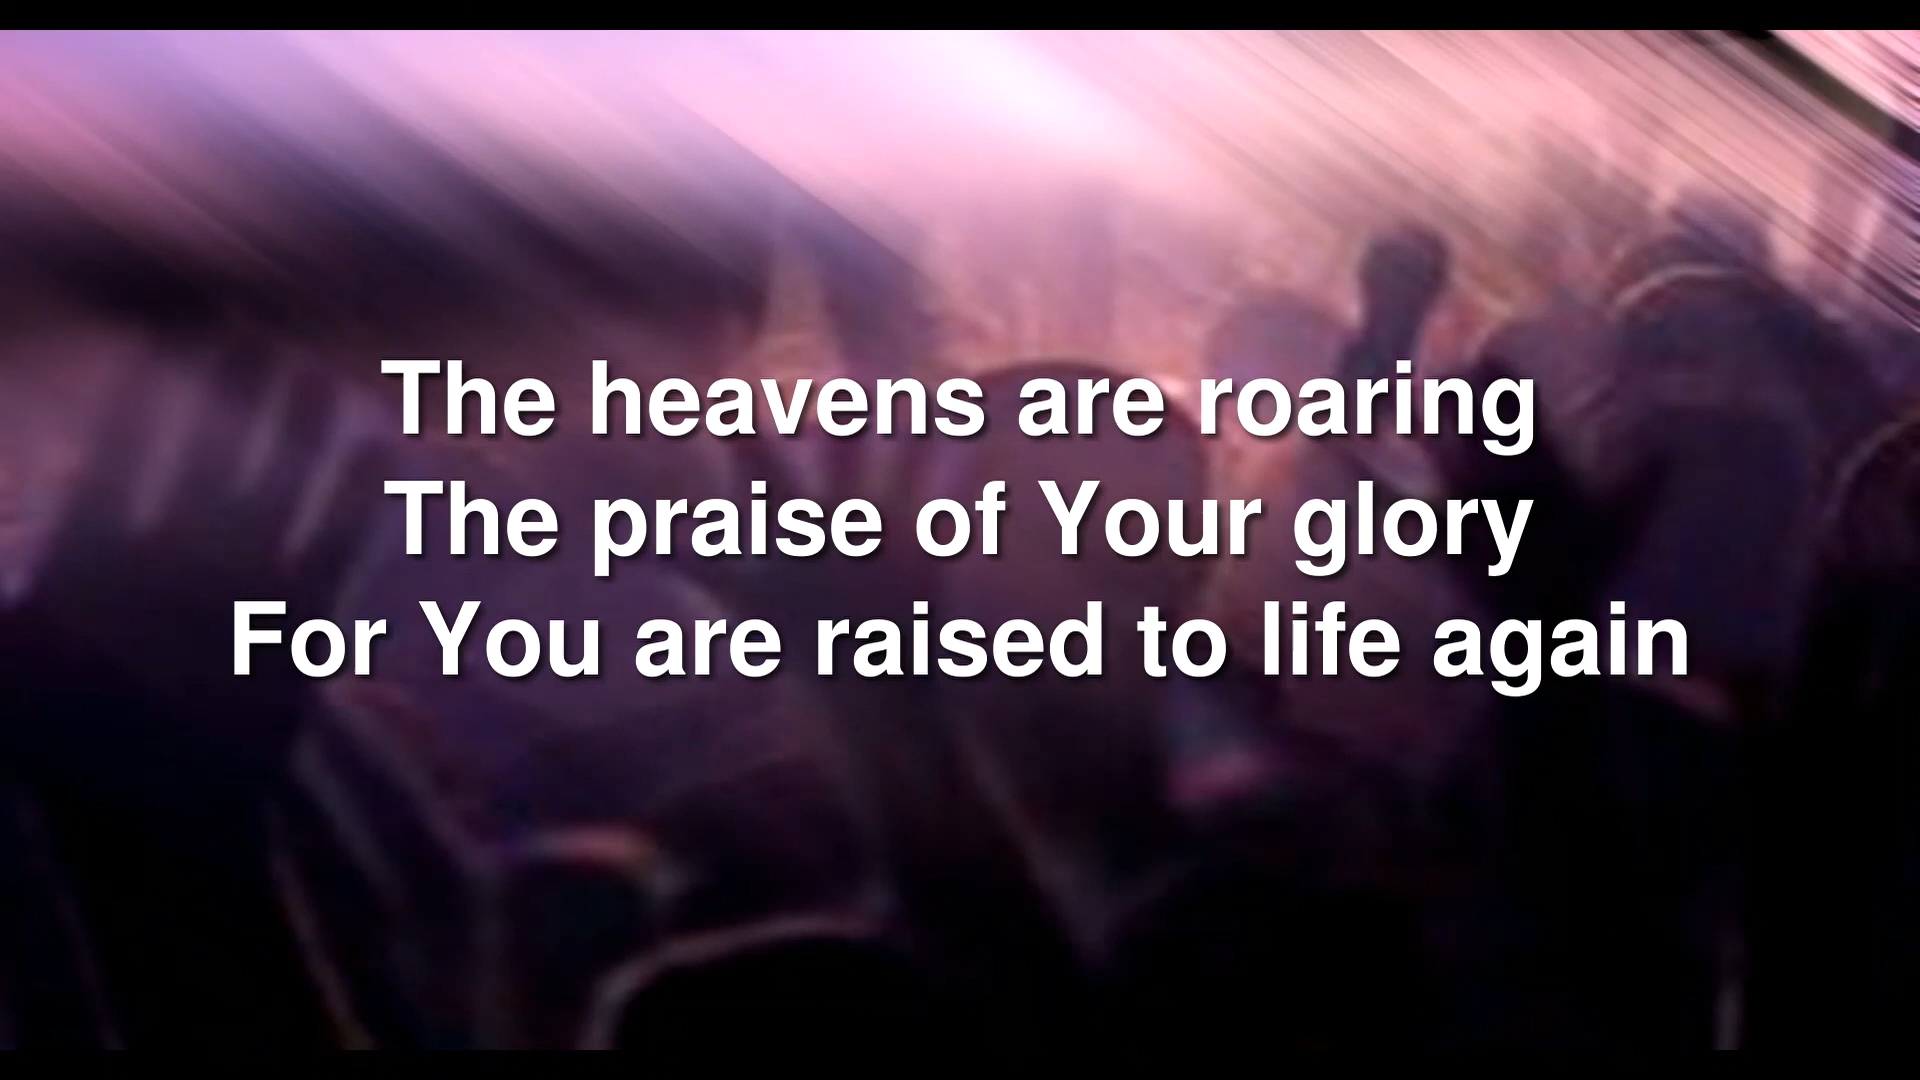 The heavens are roaring
The praise of Your glory
For You are raised to life again